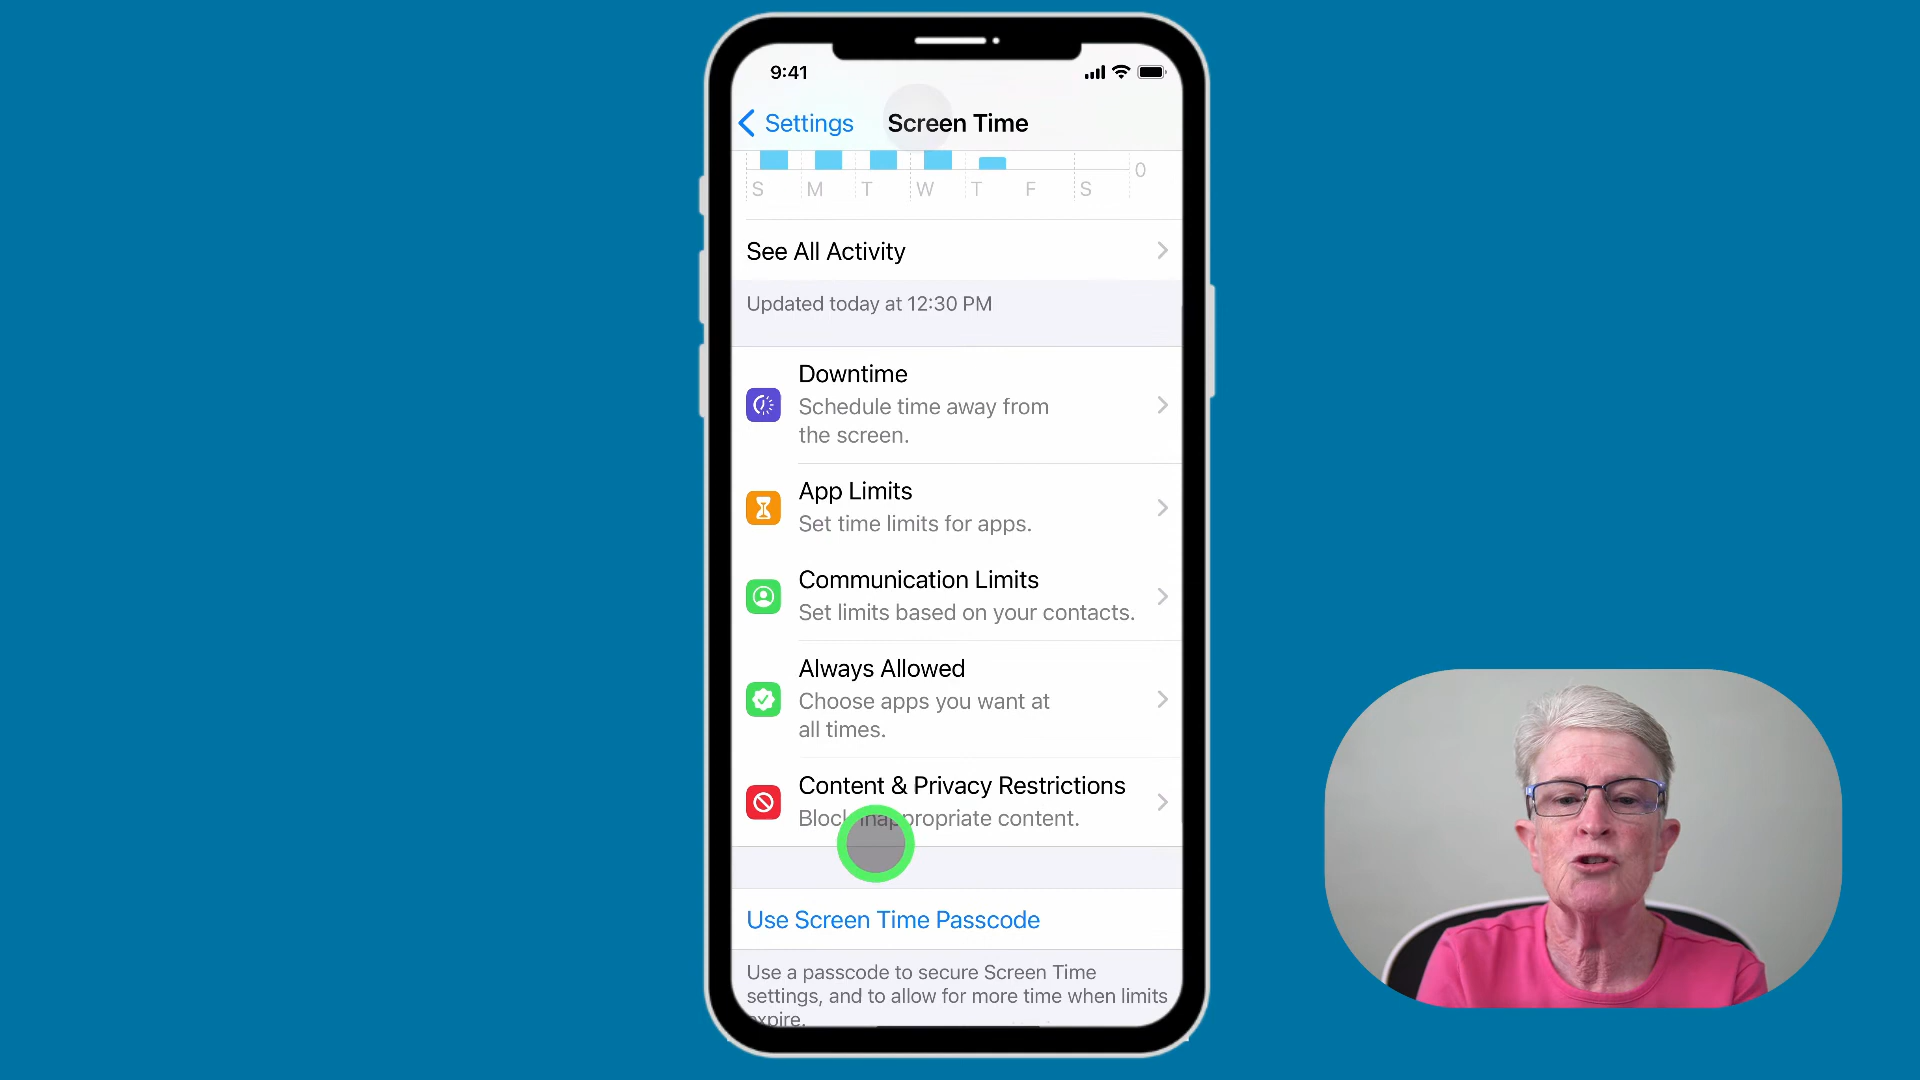 9:41
Settings
Screen Time
0
S M T W T F S
See All Activity
Updated today at 12:30 PM
Downtime
Schedule time away from
the screen.
App Limits
Set time limits for apps.
Communication Limits
Set limits based on your contacts.
Always Allowed
Choose apps you want at
all times.
Content & Privacy Restrictions
Block inappropriate content.
Use Screen Time Passcode
Use a passcode to secure Screen Time
settings, and to allow for more time when limits
expire.